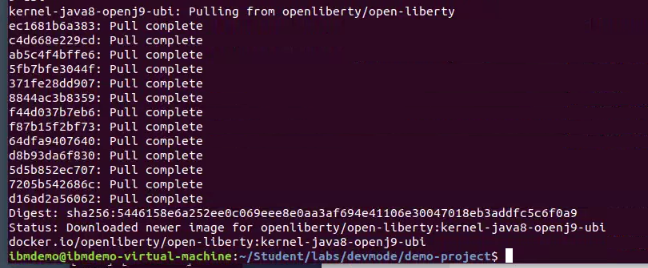 kernel-java8-openj9-ubi: Pulling from openliberty/open-liberty
ec1681b6a383: Pull complete
c4d668e229cd: Pull complete
ab5c4f4bffe6: Pull complete
5fb7bfe3044f: Pull complete
371fe28dd907: Pull complete
8844ac3b8359: Pull complete
f44d037b7eb6: Pull complete
f87b15f2bf73: Pull complete
64dfa9407640: Pull complete
d8b93da6f830: Pull complete
5d5b852ec707: Pull complete
7205b542686c: Pull complete
d16ad2a56062: Pull complete
Digest: sha256:5446158e6a252ee0c069eee8e0aa3af694e41106e30047018eb3addfc5c6f0a9
Status: Downloaded newer image for openliberty/open-liberty:kernel-java8-openj9-ubi
docker.io/openliberty/open-liberty:kernel-java8-openj9-ubi
ibmdemo@ibmdemo-virtual-machine:~/Student/labs/devmode/demo-project$